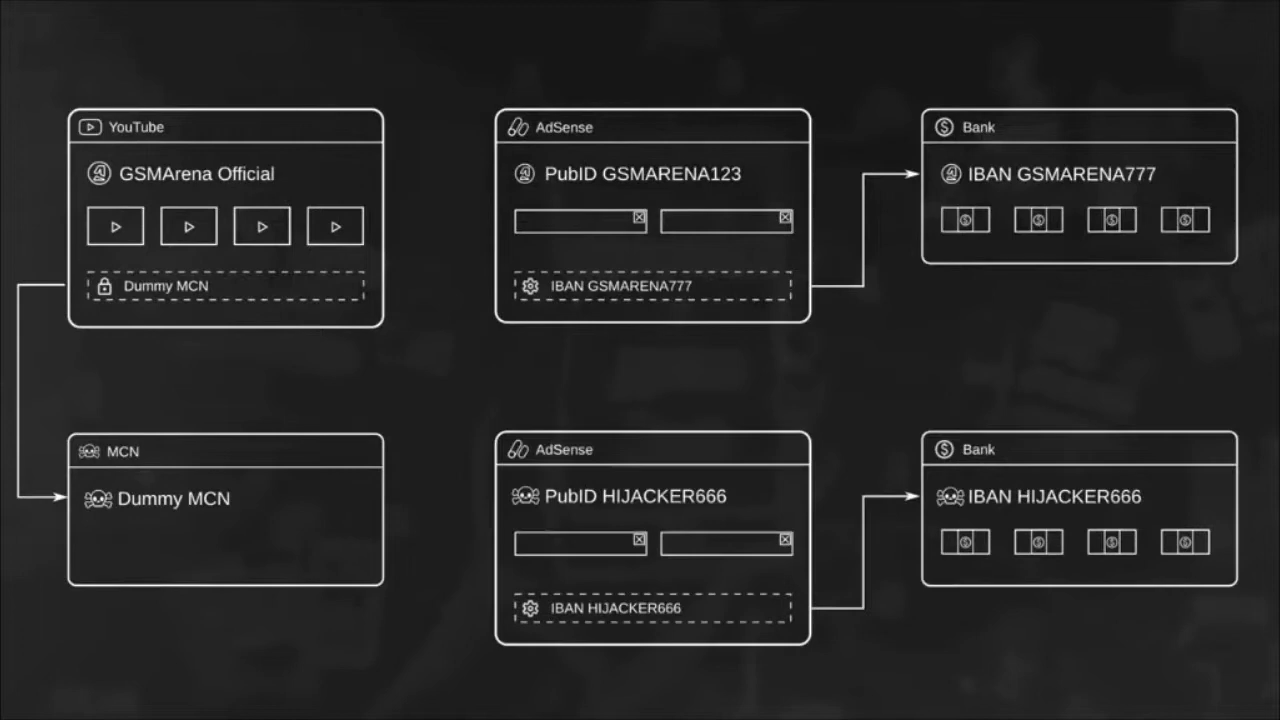 YouTube
GSMArena Official
Dummy MCN
AdSense
PubID GSMARENA123
IBAN GSMARENA777
Bank
IBAN GSMARENA777
MCN
Dummy MCN
AdSense
PubID HIJACKER666
IBAN HIJACKER666
Bank
IBAN HIJACKER666